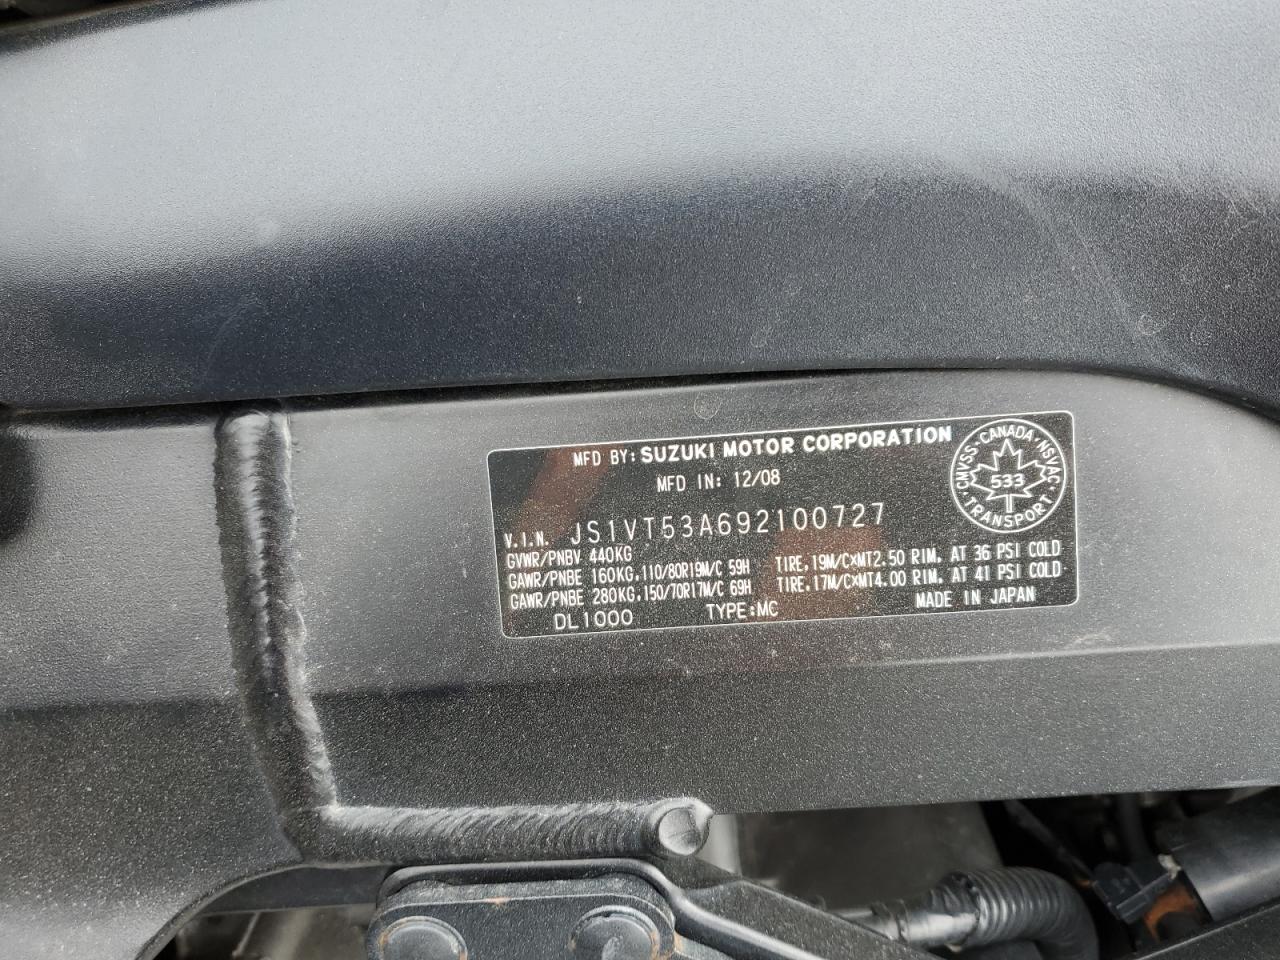 MFD BY: SUZUKI MOTOR CORPORATION
MFD IN: 12/08
V.I.N. JS1VT53A692100727
GVWR/PNBV 440KG
GAWR/PNBE 160KG.110/80R19M/C 59H TIRE.19M/C×MT2.50 RIM. AT 36 PSI COLD
GAWR/PNBE 280KG.150/70R17M/C 69H TIRE.17M/C×MT4.00 RIM. AT 41 PSI COLD
DL1000 TYPE:MC MADE IN JAPAN
CMVSS·CANADA·NSVAC
533
TRANSPORT